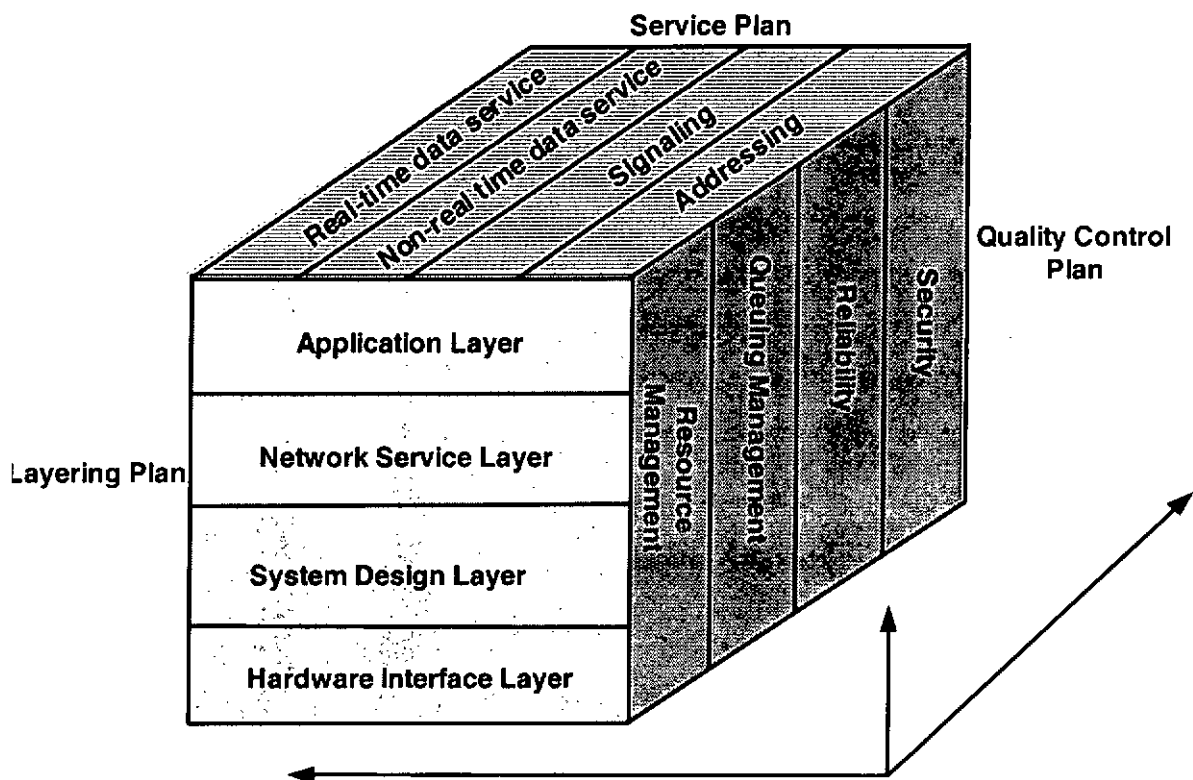 Service Plan
Real-time data service
Non-real-time data service
Signaling
Addressing
Quality Control
Plan
Application Layer
Network Service Layer
Layering Plan
System Design Layer
Hardware Interface Layer
Resource
Management
Queuing Management
Reliability
Security